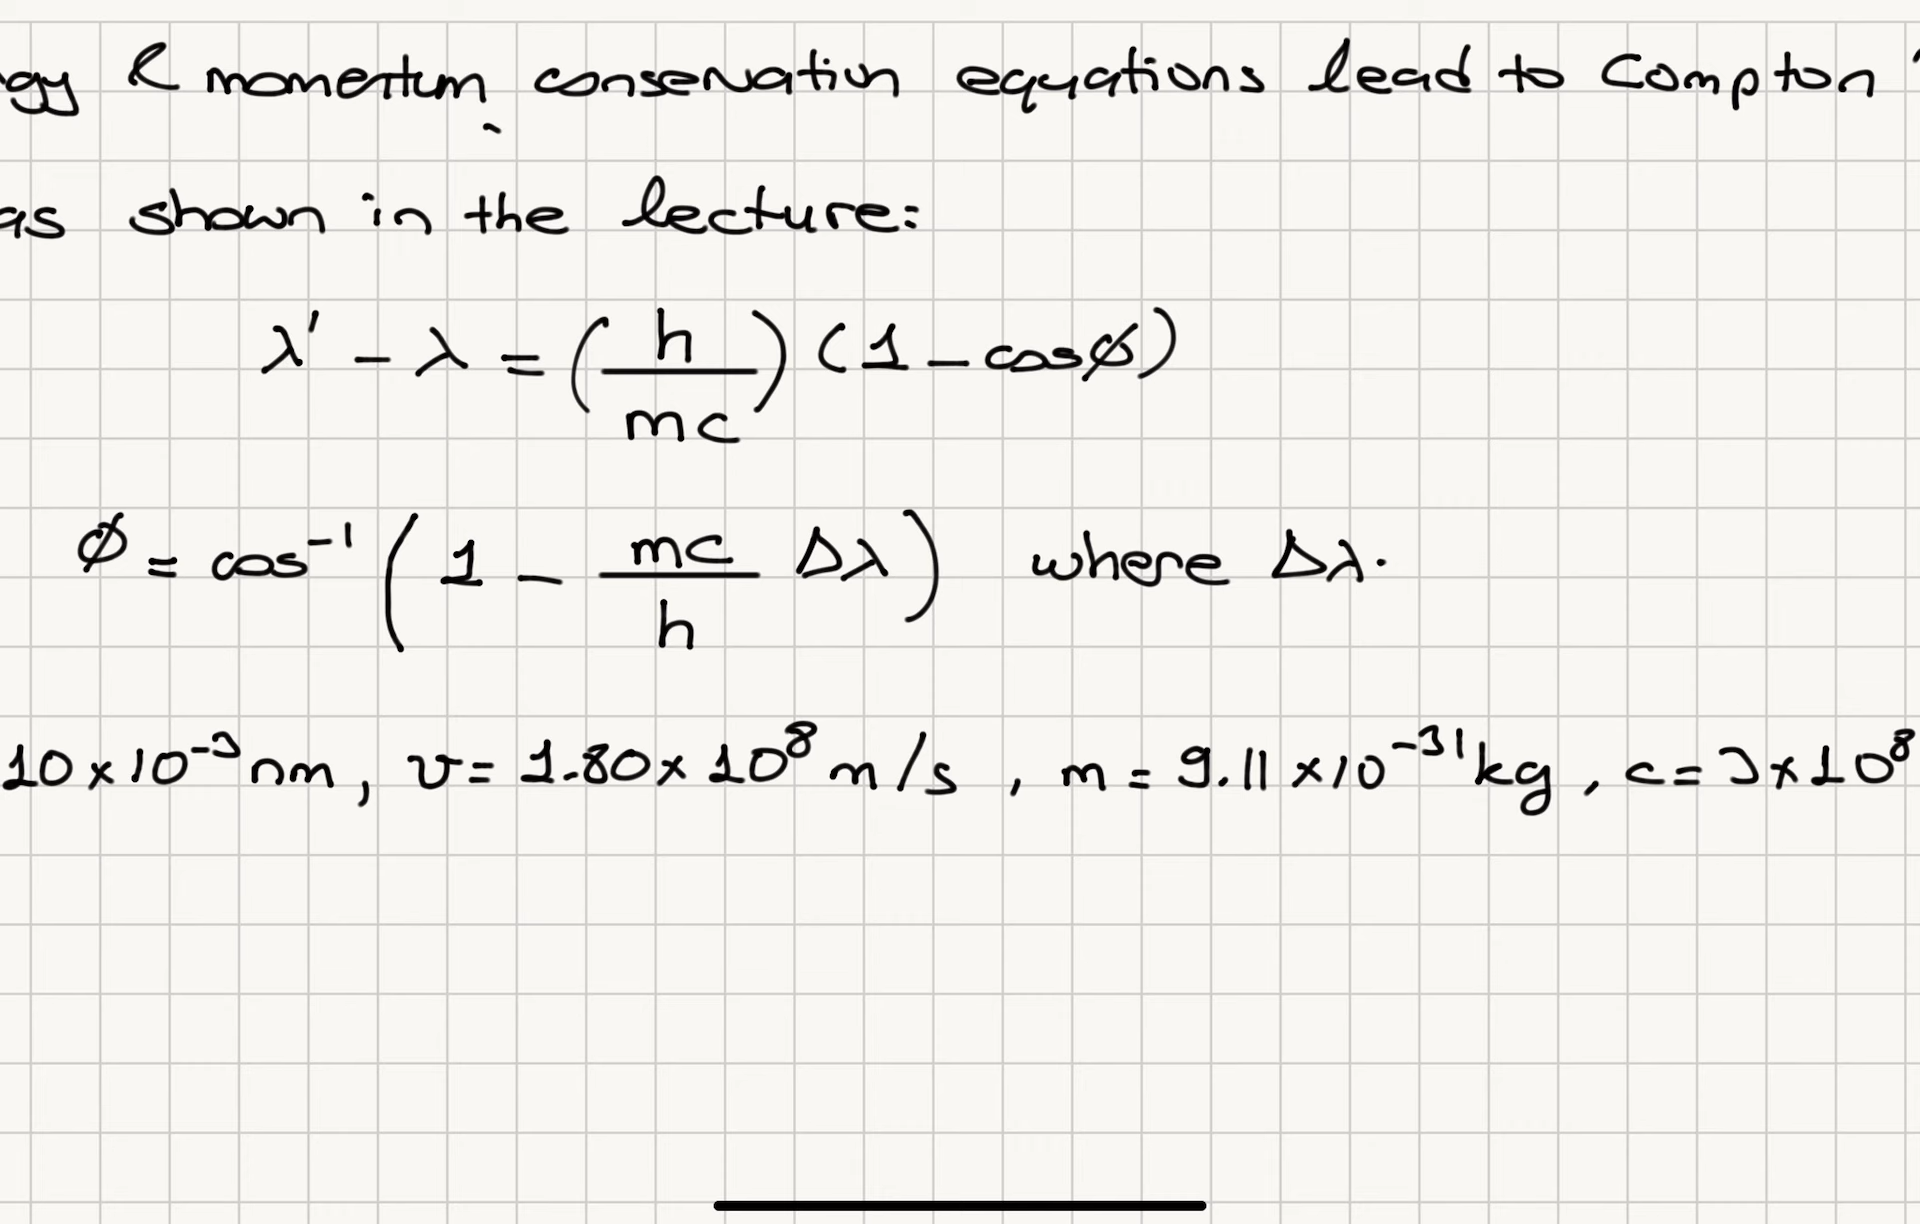 gy & momentum conservation equations lead to Compton
as shown in the lecture:
λ' - λ = (h/mc) (1 - cosϕ)
ϕ = cos⁻¹ (1 - mc/h Δλ) where Δλ.
10 × 10⁻³ nm, v = 1.80 × 10⁸ m/s, m = 9.11 × 10⁻³¹ kg, c = 3 × 10⁸